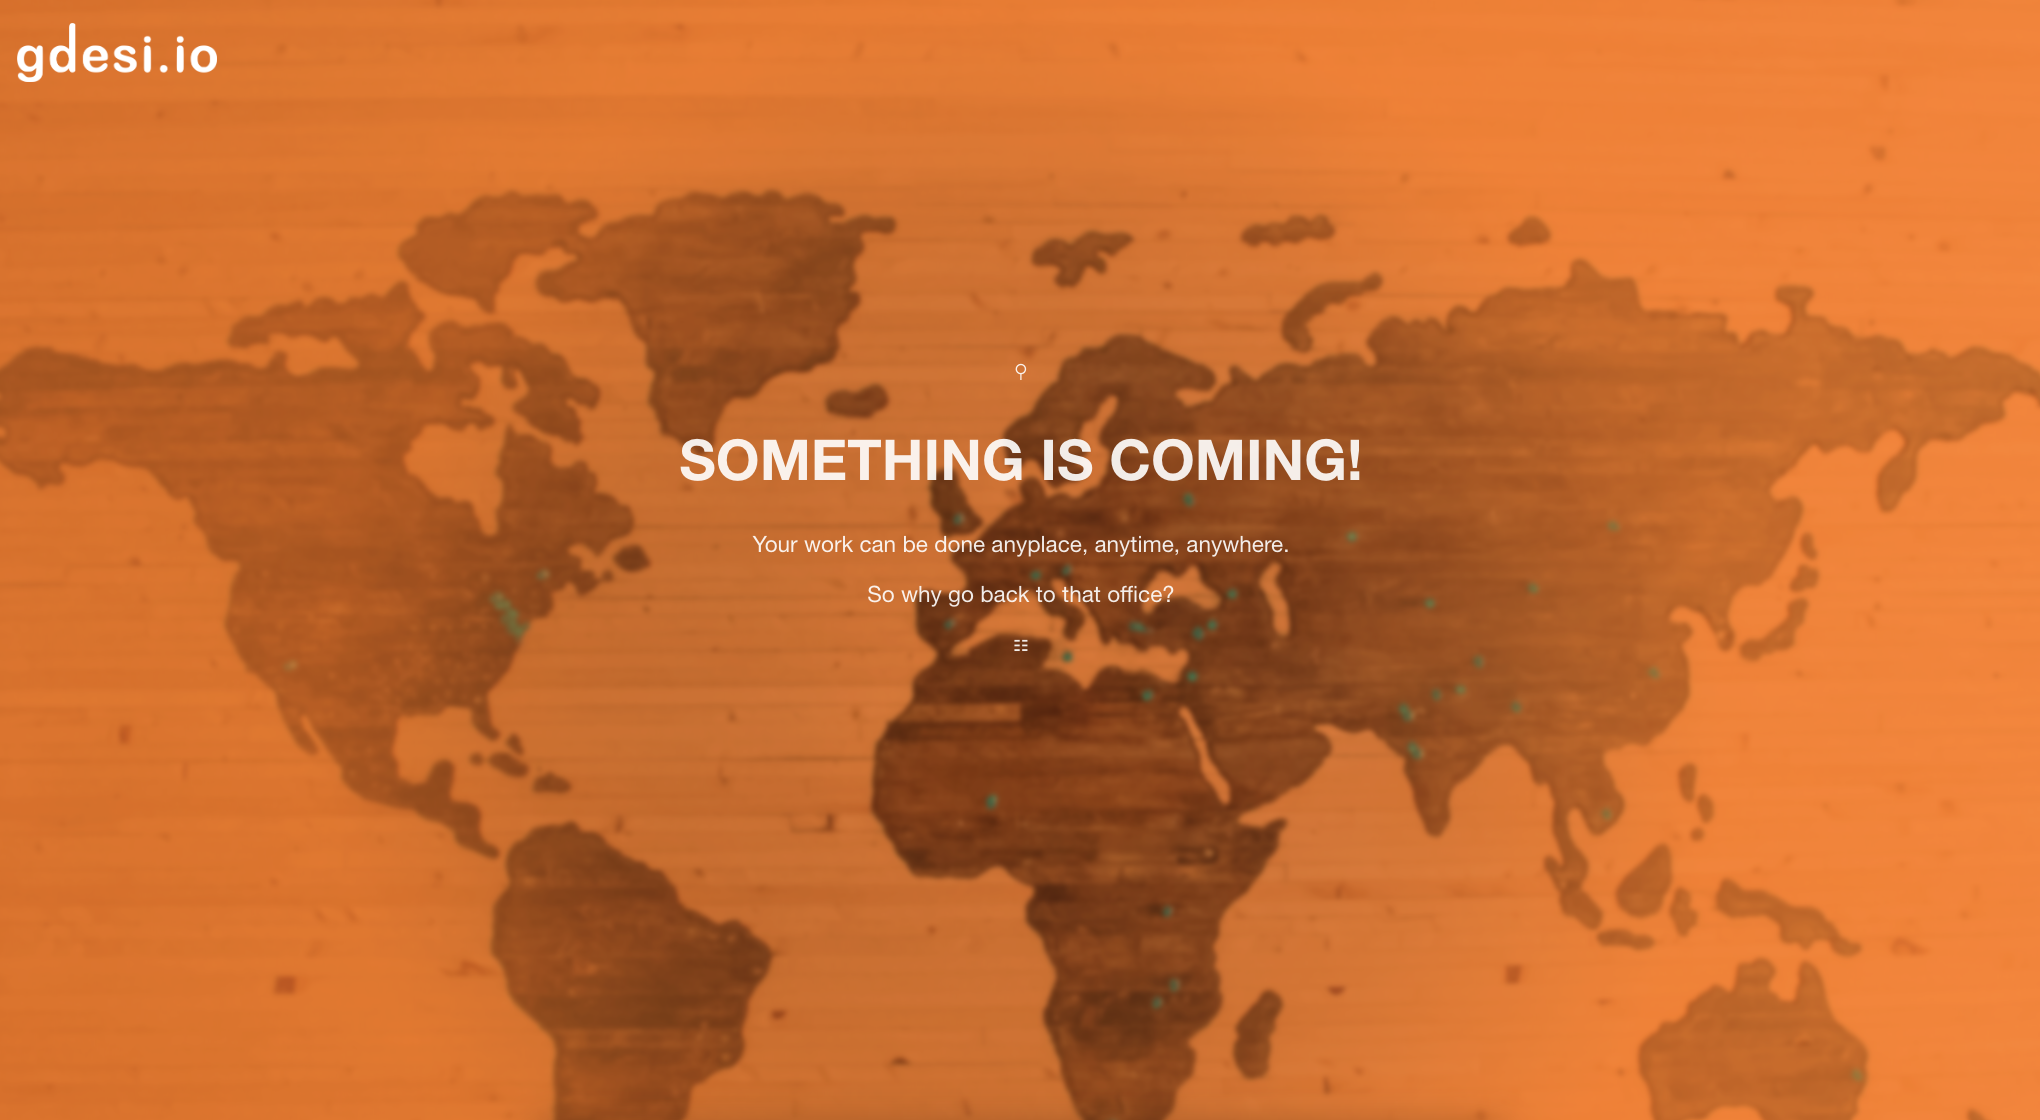 gdesi.io
⚲
SOMETHING IS COMING!
Your work can be done anyplace, anytime, anywhere.
So why go back to that office?
☷